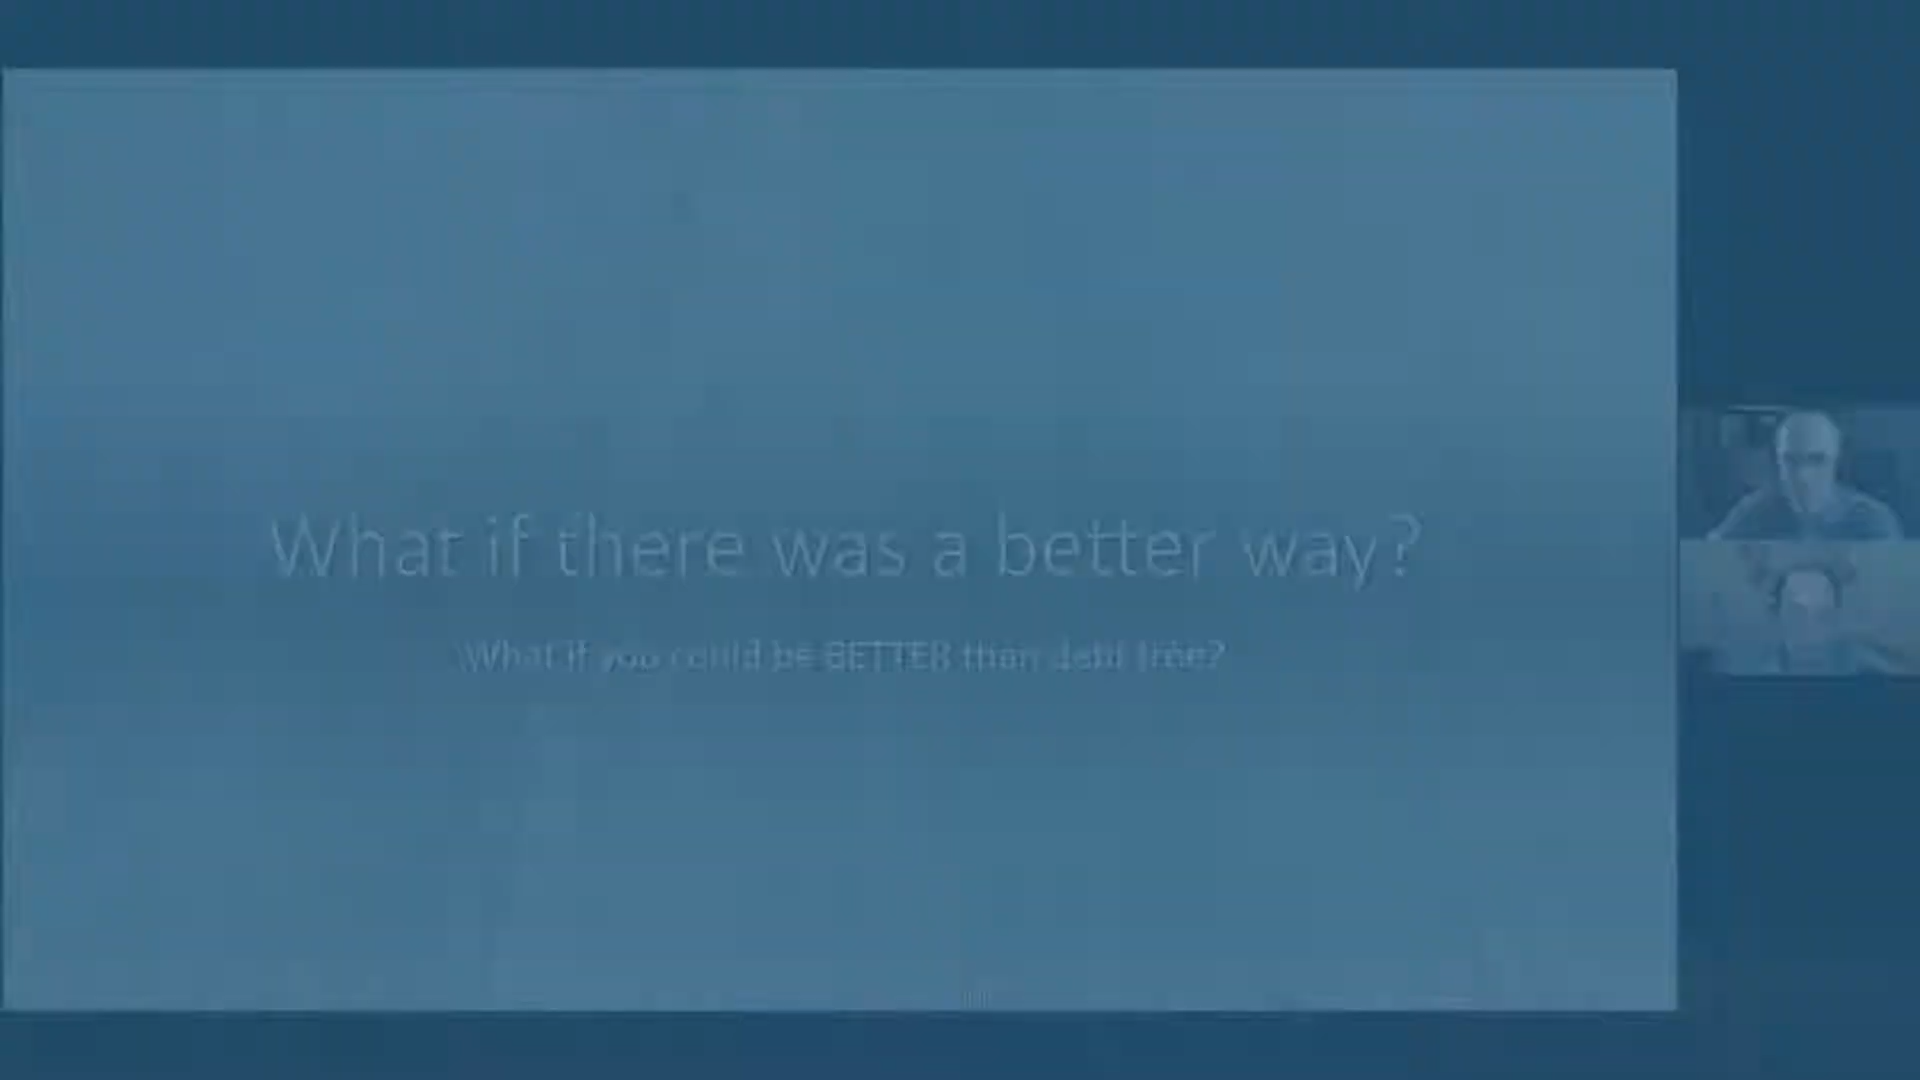 What if there was a better way?
What if you could be BETTER than debt free?